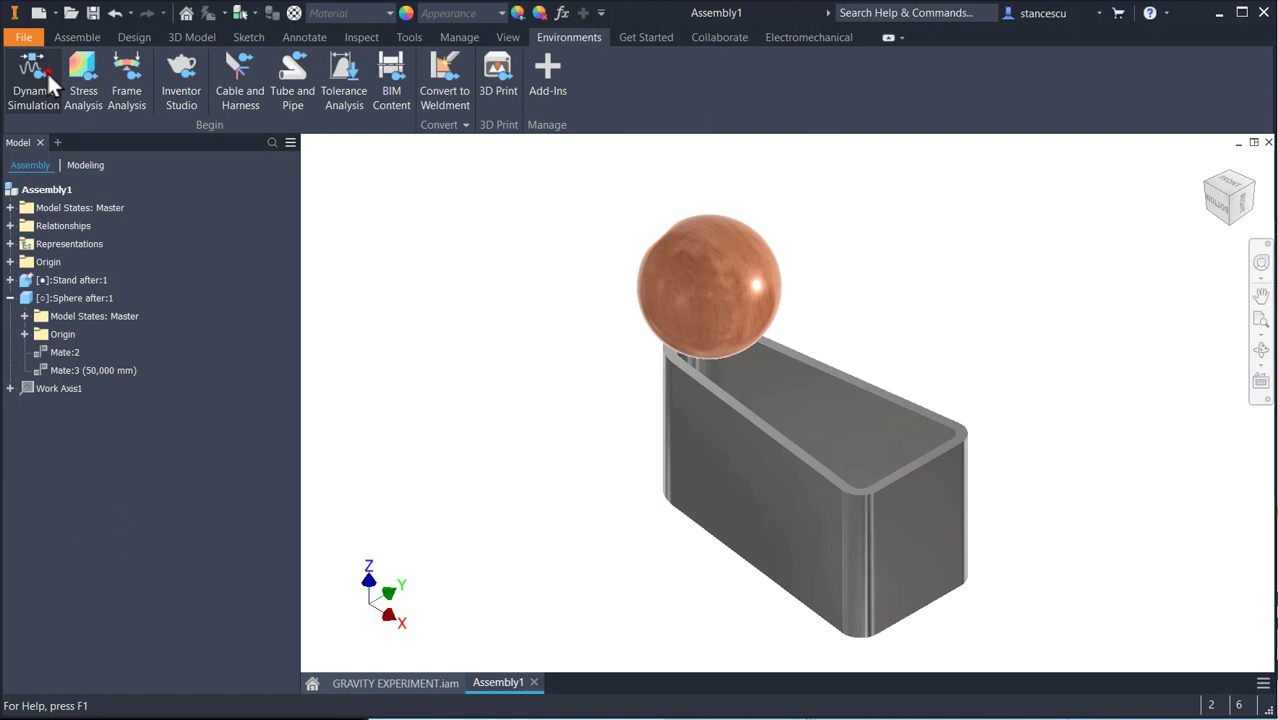 Material
Appearance
Assembly1
Search Help & Commands...
stancescu
File
Assemble
Design
3D Model
Sketch
Annotate
Inspect
Tools
Manage
View
Environments
Get Started
Collaborate
Electromechanical
Simulation
Stress
Analysis
Frame
Analysis
Inventor
Studio
Cable and
Harness
Tube and
Pipe
Tolerance
Analysis
BIM
Content
Convert to
Weldment
3D Print
Add-Ins
Begin
Convert
3D Print
Manage
Model
Assembly
Modeling
Assembly1
Model States: Master
Relationships
Representations
Origin
[●]:Stand after:1
[○]:Sphere after:1
Model States: Master
Origin
Mate:2
Mate:3 (50,000 mm)
Work Axis1
FRONT
BOTTOM
RIGHT
Z
Y
X
GRAVITY EXPERIMENT.iam
Assembly1
For Help, press F1
2
6